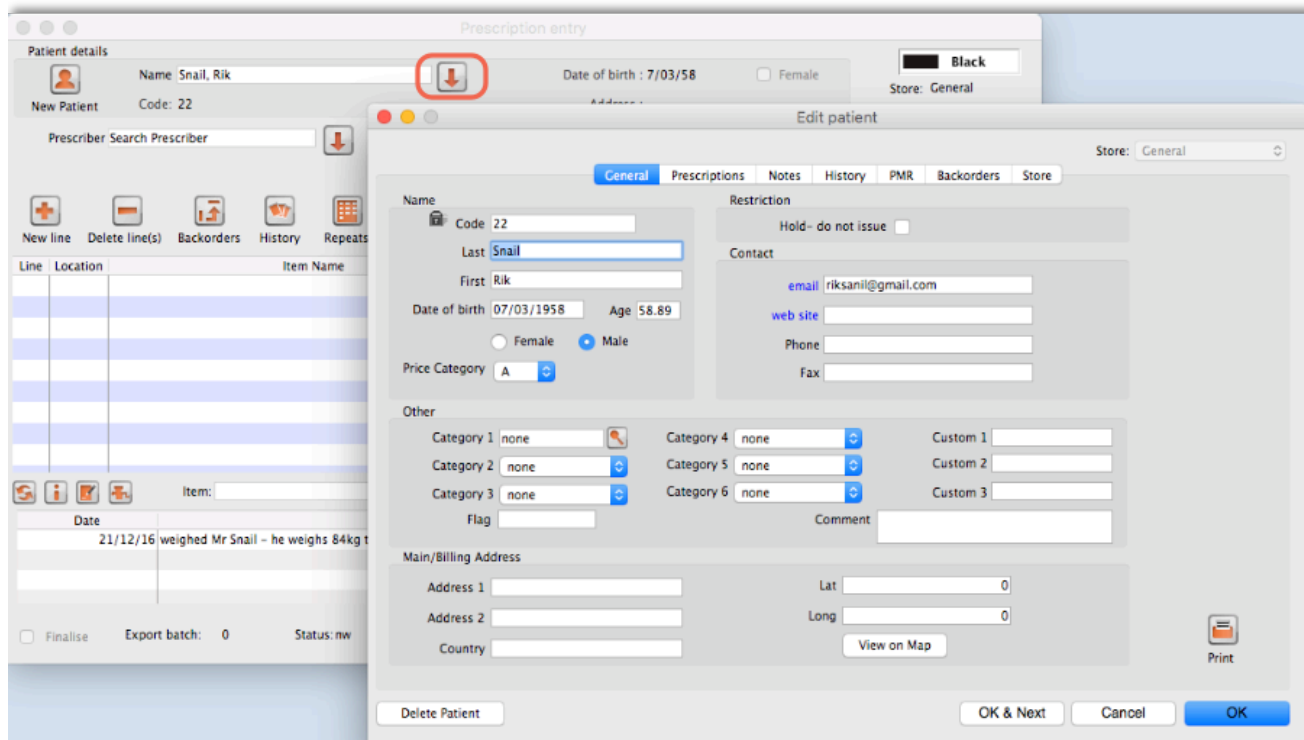 Prescription entry
Patient details
Name Snail, Rik
Date of birth : 7/03/58
Female
Black
Store: General
New Patient
Code: 22
Prescriber Search Prescriber
New line Delete line(s) Backorders History Repeats
Line Location Item Name
Item:
Date
21/12/16 weighed Mr Snail – he weighs 84kg
Finalise Export batch: 0 Status: nw
Edit patient
Store: General
General Prescriptions Notes History PMR Backorders Store
Name
Code 22
Last Snail
First Rik
Date of birth 07/03/1958 Age 58.89
Female Male
Price Category A
Restriction
Hold- do not issue
Contact
email riksanil@gmail.com
web site
Phone
Fax
Other
Category 1 none Category 4 none Custom 1
Category 2 none Category 5 none Custom 2
Category 3 none Category 6 none Custom 3
Flag Comment
Main/Billing Address
Address 1 Lat 0
Address 2 Long 0
Country View on Map
Print
Delete Patient OK & Next Cancel OK